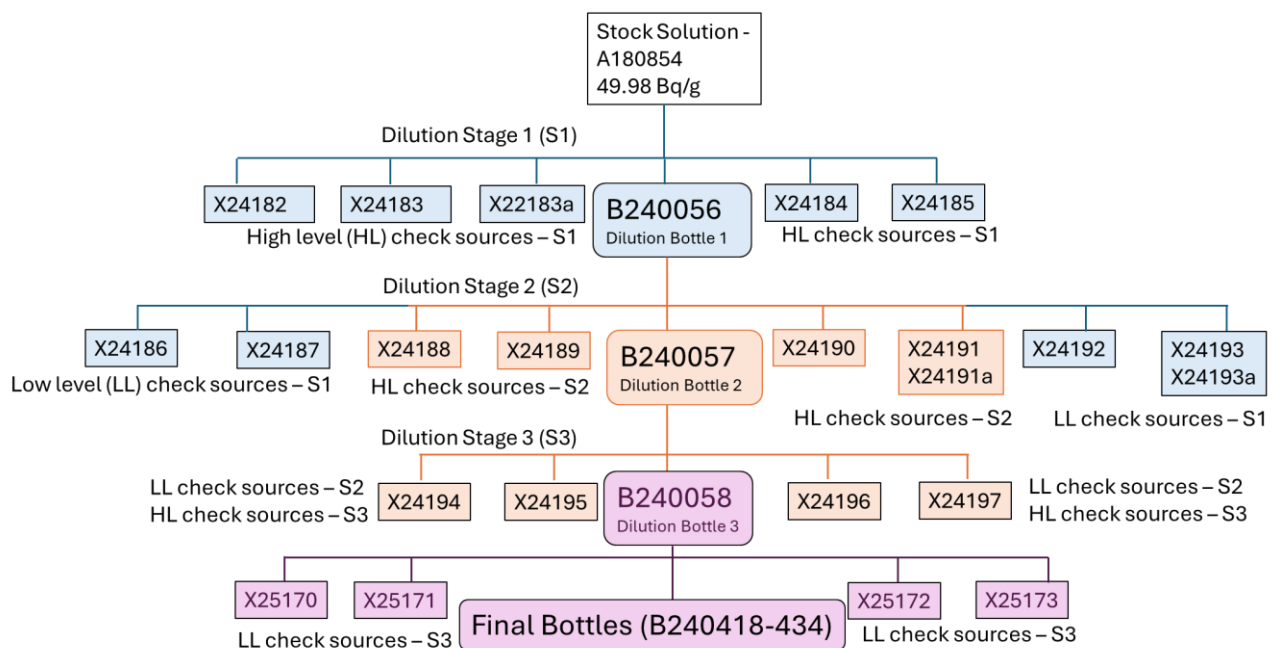 Stock Solution -
A180854
49.98 Bq/g
Dilution Stage 1 (S1)
X24182
X24183
X22183a
B240056
Dilution Bottle 1
X24184
X24185
High level (HL) check sources – S1
HL check sources – S1
Dilution Stage 2 (S2)
X24186
X24187
X24188
X24189
B240057
Dilution Bottle 2
X24190
X24191
X24191a
X24192
X24193
X24193a
Low level (LL) check sources – S1
HL check sources – S2
HL check sources – S2
LL check sources – S1
Dilution Stage 3 (S3)
LL check sources – S2
HL check sources – S3
X24194
X24195
B240058
Dilution Bottle 3
X24196
X24197
LL check sources – S2
HL check sources – S3
X25170
X25171
Final Bottles (B240418-434)
X25172
X25173
LL check sources – S3
LL check sources – S3